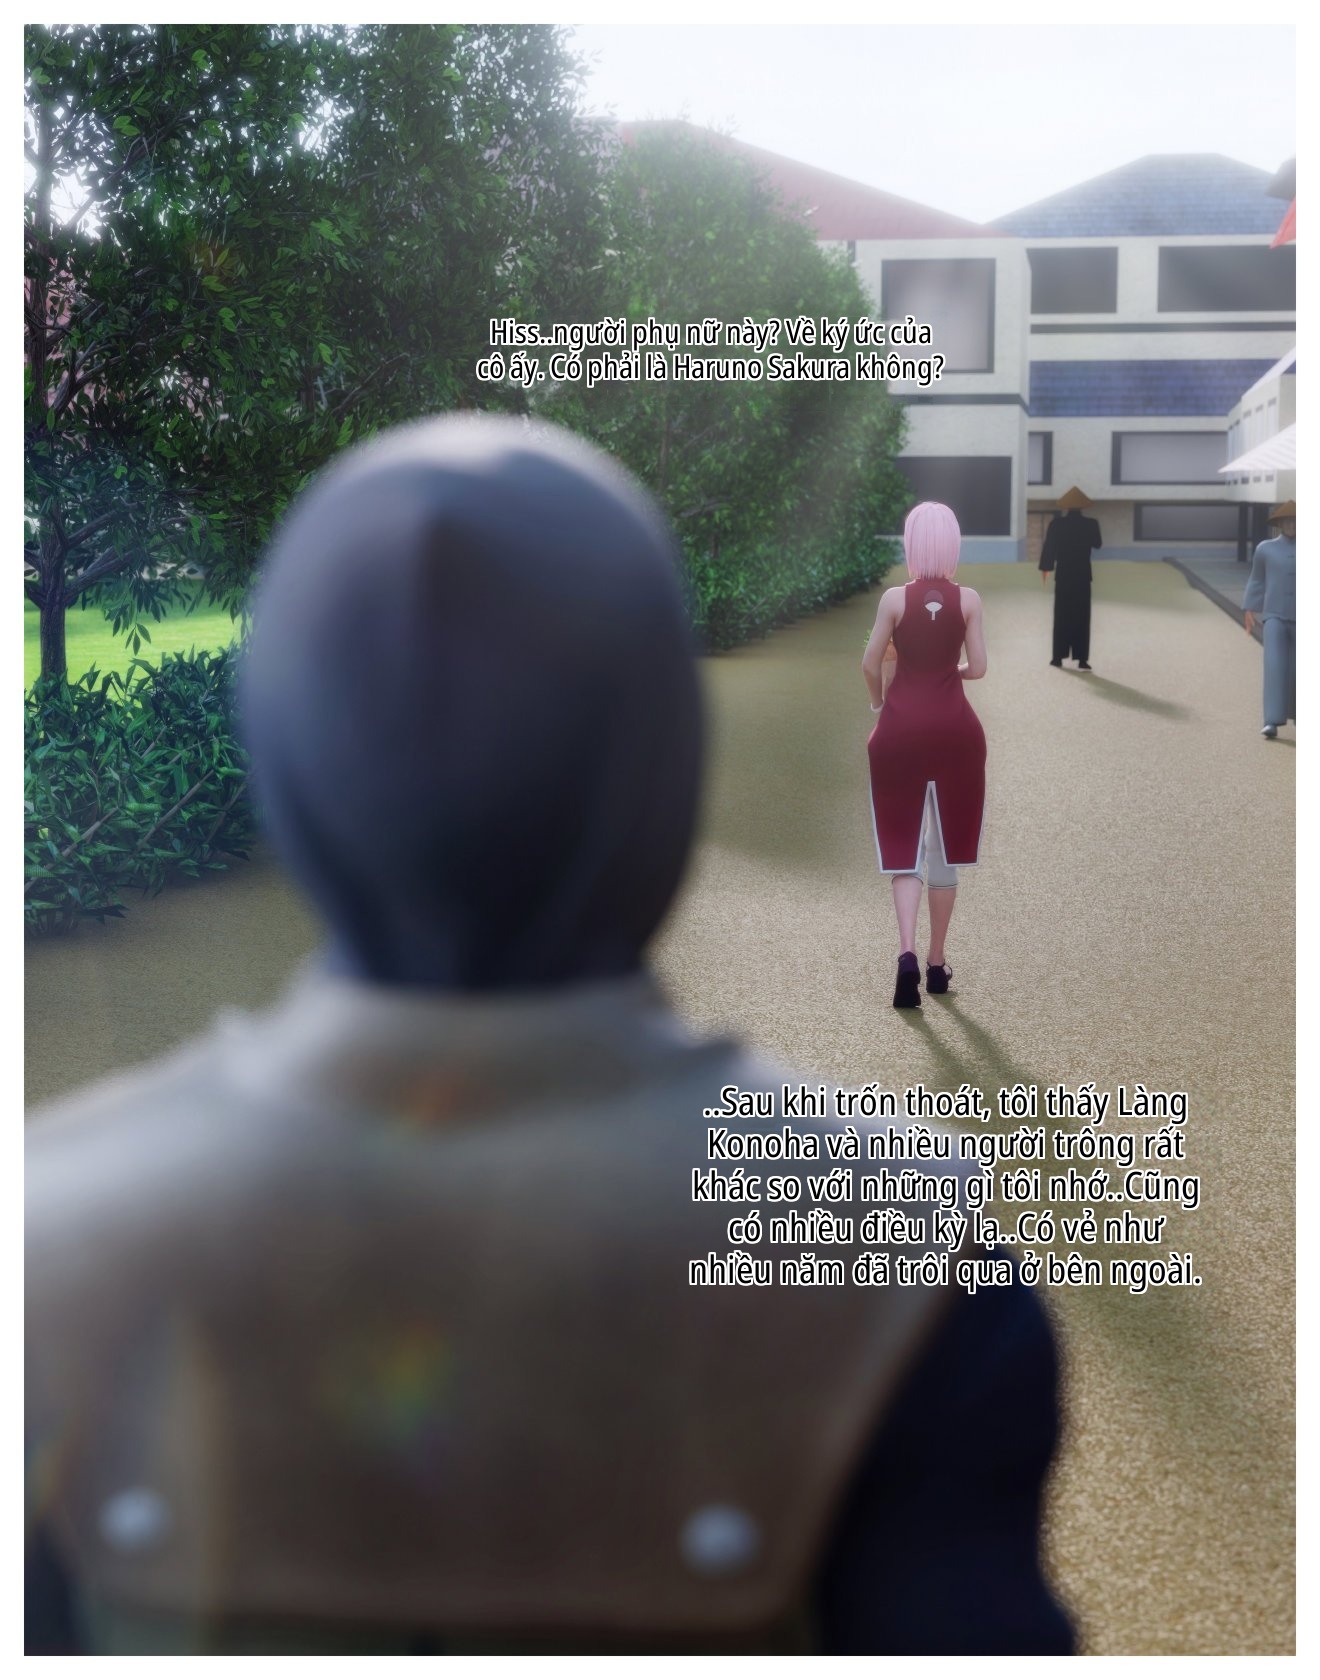 Hiss..người phụ nữ này? Về ký ức của
cô ấy. Có phải là Haruno Sakura không?
..Sau khi trốn thoát, tôi thấy Làng
Konoha và nhiều người trông rất
khác so với những gì tôi nhớ..Cũng
có nhiều điều kỳ lạ..Có vẻ như
nhiều năm đã trôi qua ở bên ngoài.